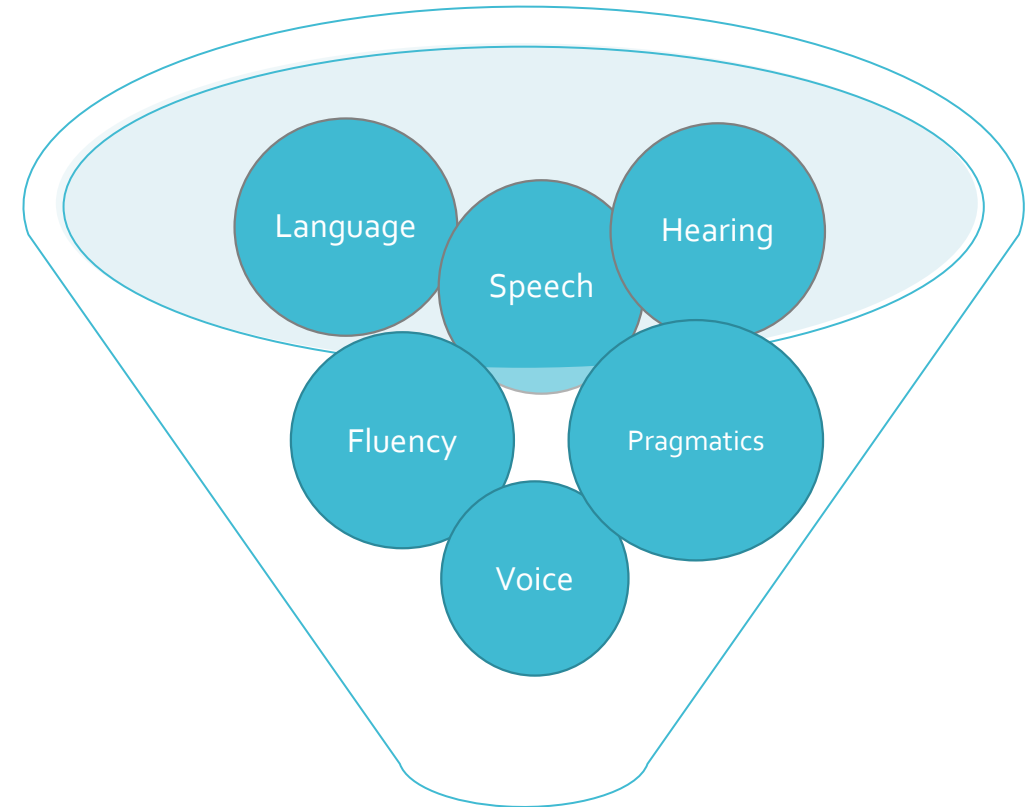 Language
Hearing
Speech
Fluency
Pragmatics
Voice